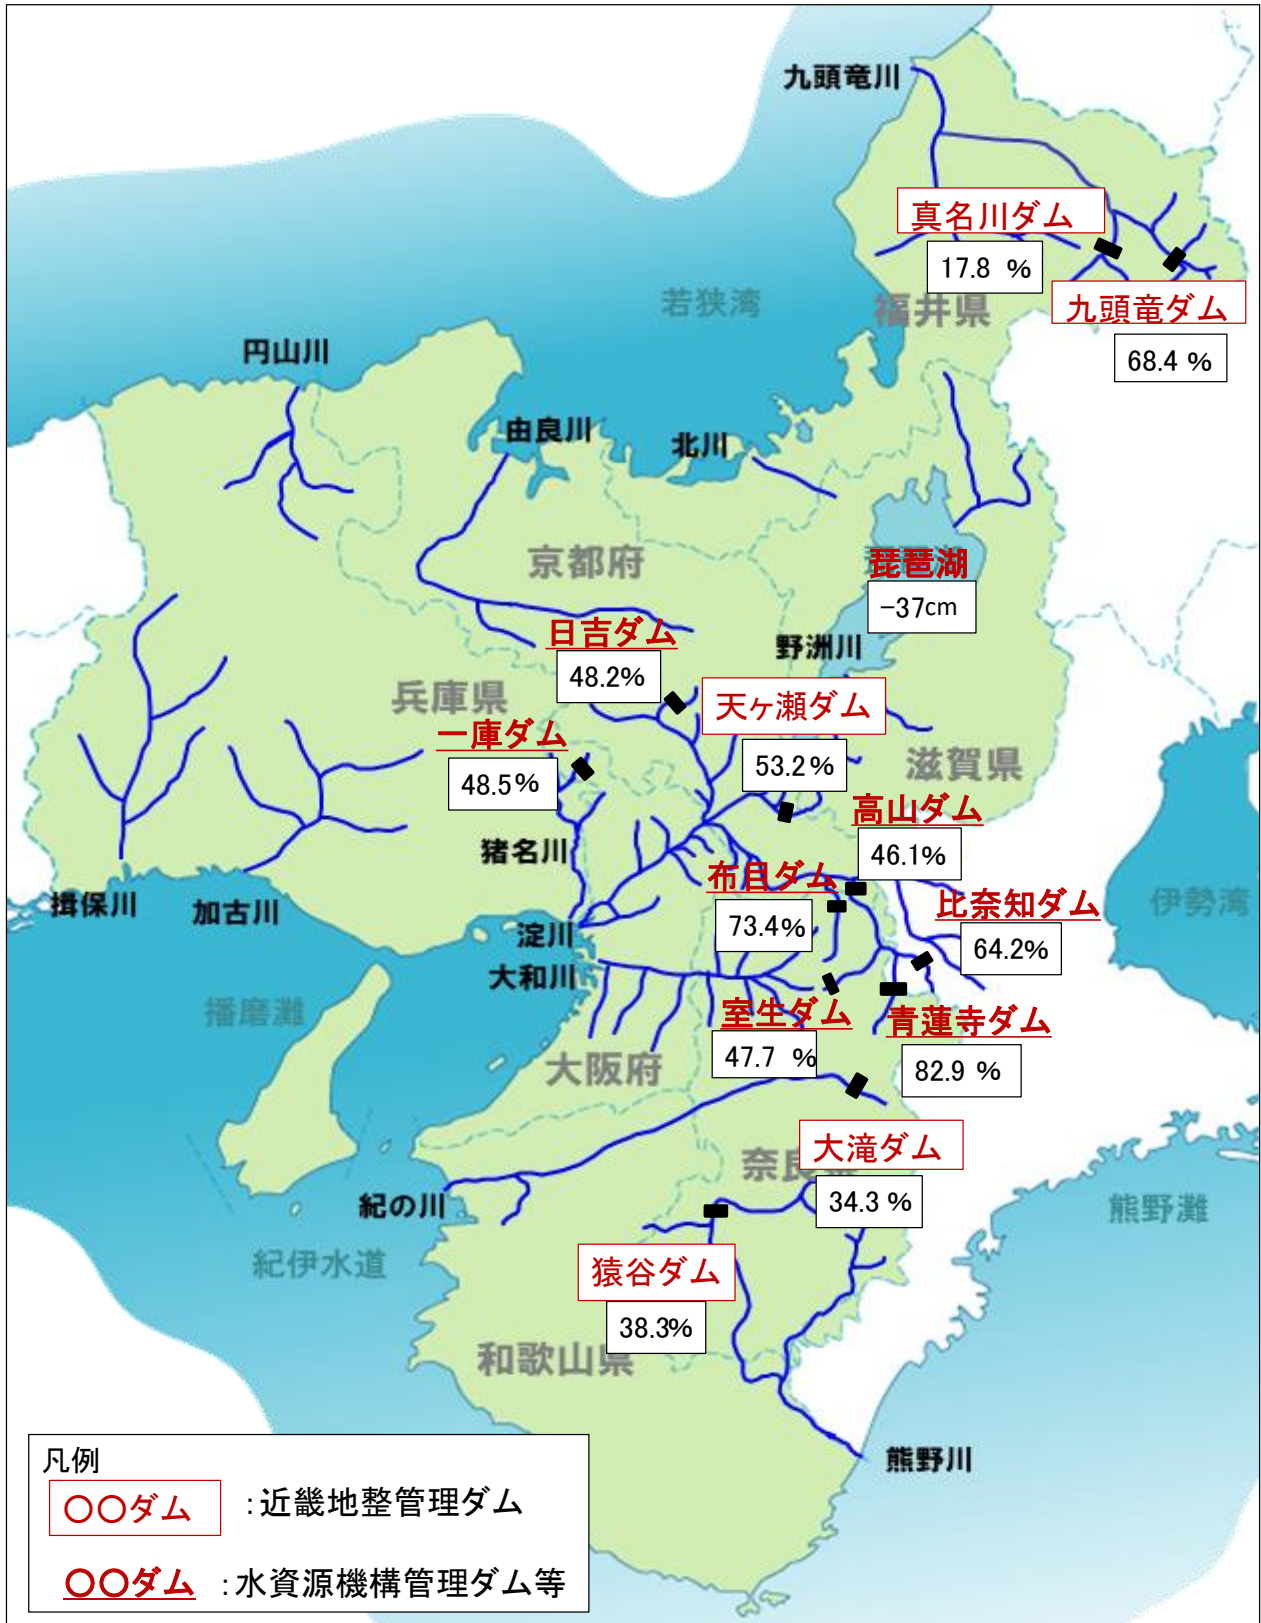 九頭竜川
真名川ダム
17.8 %
九頭竜ダム
68.4 %
若狭湾
福井県
円山川
由良川
北川
京都府
琵琶湖
-37cm
日吉ダム
48.2%
野洲川
兵庫県
天ヶ瀬ダム
53.2%
滋賀県
一庫ダム
48.5%
高山ダム
46.1%
猪名川
布目ダム
73.4%
比奈知ダム
64.2%
揖保川
加古川
伊勢湾
淀川
大和川
播磨灘
室生ダム
47.7 %
青蓮寺ダム
82.9 %
大阪府
大滝ダム
34.3 %
奈良
紀の川
熊野灘
紀伊水道
猿谷ダム
38.3%
和歌山県
熊野川
凡例
〇〇ダム :近畿地整管理ダム
〇〇ダム :水資源機構管理ダム等